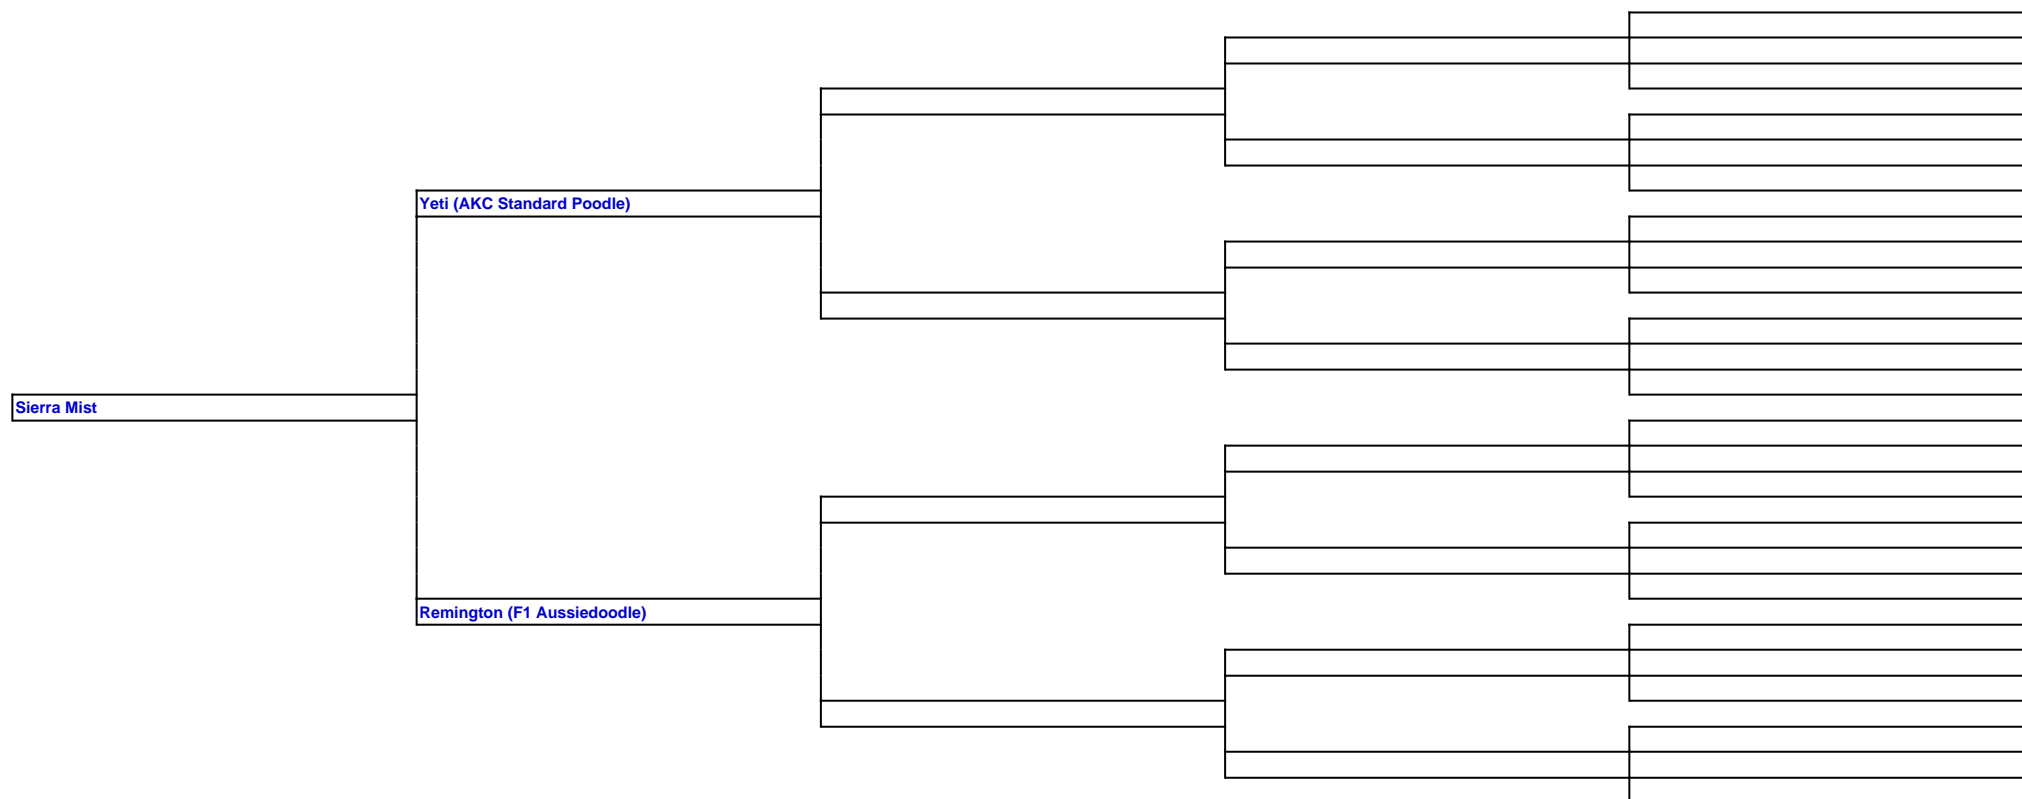 Yeti (AKC Standard Poodle)
Sierra Mist
Remington (F1 Aussiedoodle)